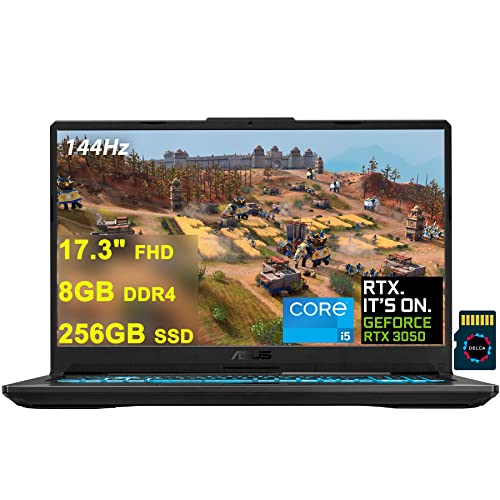 144Hz
17.3" FHD
8GB DDR4
256GB SSD
CORE
i5
RTX.
IT'S ON.
GEFORCE
RTX 3050
ASUS
DELCA